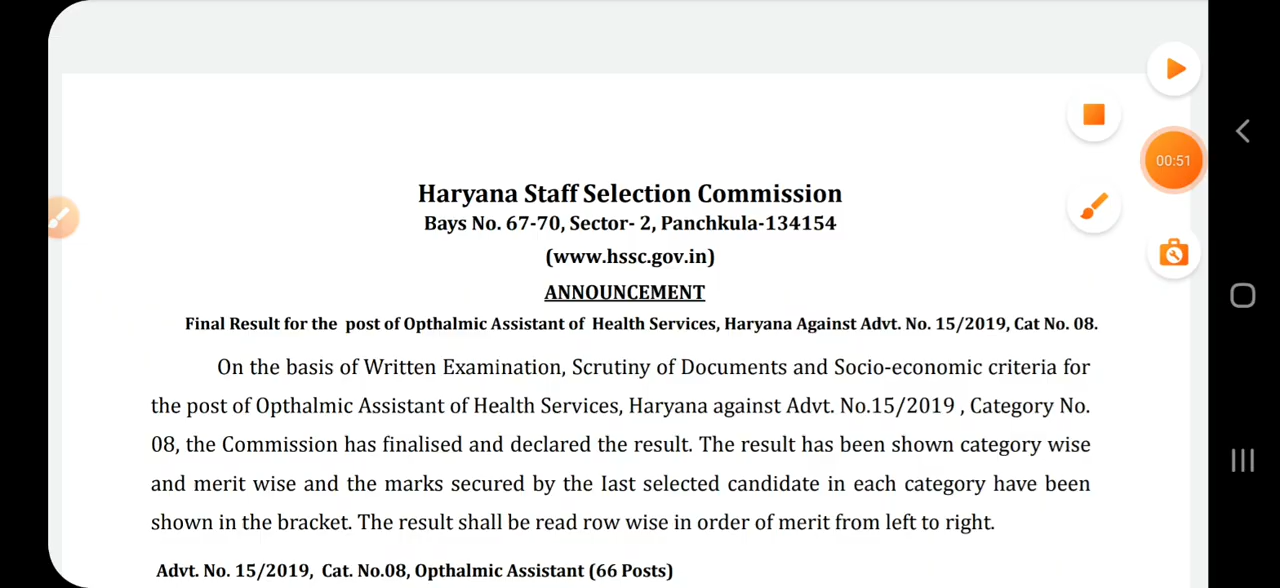 Haryana Staff Selection Commission
Bays No. 67-70, Sector- 2, Panchkula-134154
(www.hssc.gov.in)
ANNOUNCEMENT
Final Result for the post of Opthalmic Assistant of Health Services, Haryana Against Advt. No. 15/2019, Cat No. 08.
On the basis of Written Examination, Scrutiny of Documents and Socio-economic criteria for
the post of Opthalmic Assistant of Health Services, Haryana against Advt. No.15/2019 , Category No.
08, the Commission has finalised and declared the result. The result has been shown category wise
and merit wise and the marks secured by the last selected candidate in each category have been
shown in the bracket. The result shall be read row wise in order of merit from left to right.
Advt. No. 15/2019, Cat. No.08, Opthalmic Assistant (66 Posts)
00:51